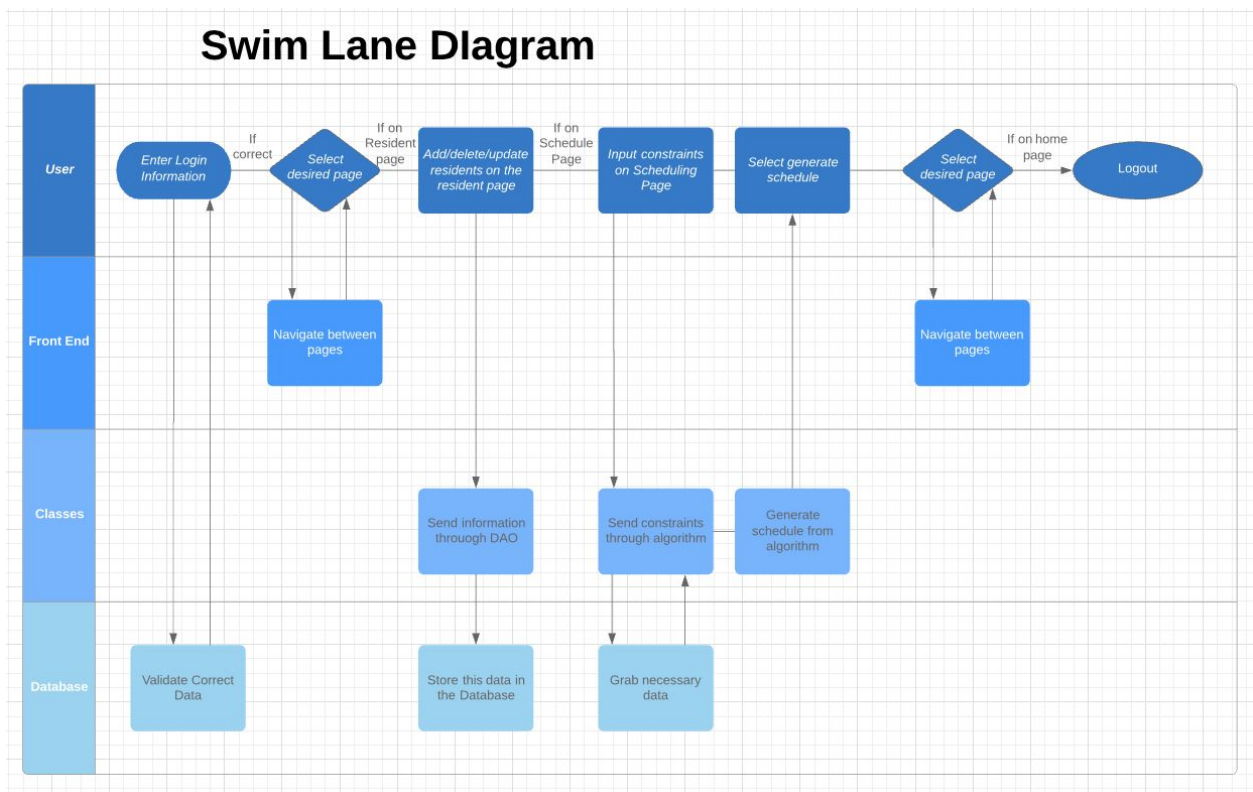 Swim Lane DIagram
User
Enter Login
Information
If
correct
Select
desired page
If on
Resident
page
Add/delete/update
residents on the
resident page
If on
Schedule
Page
Input constraints
on Scheduling
Page
Select generate
schedule
Select
desired page
If on home
page
Logout
Front End
Navigate between
pages
Navigate between
pages
Classes
Send information
throuogh DAO
Send constraints
through algorithm
Generate
schedule from
algorithm
Database
Validate Correct
Data
Store this data in
the Database
Grab necessary
data